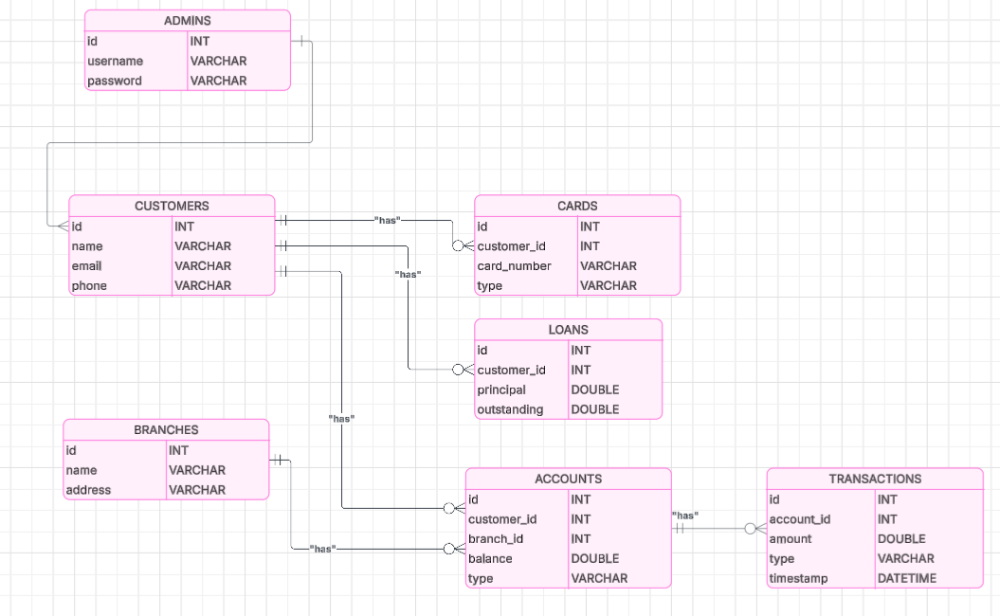 ADMINS
id INT
username VARCHAR
password VARCHAR
CUSTOMERS
id INT
name VARCHAR
email VARCHAR
phone VARCHAR
"has"
"has"
"has"
CARDS
id INT
customer_id INT
card_number VARCHAR
type VARCHAR
LOANS
id INT
customer_id INT
principal DOUBLE
outstanding DOUBLE
BRANCHES
id INT
name VARCHAR
address VARCHAR
"has"
ACCOUNTS
id INT
customer_id INT
branch_id INT
balance DOUBLE
type VARCHAR
"has"
TRANSACTIONS
id INT
account_id INT
amount DOUBLE
type VARCHAR
timestamp DATETIME